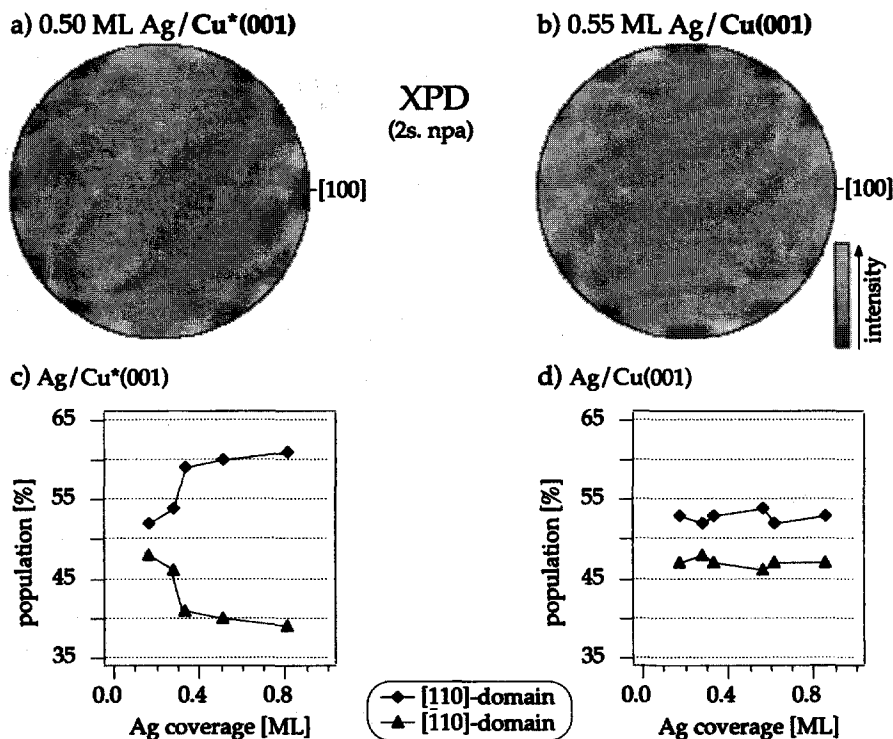 a) 0.50 ML Ag/Cu*(001)
b) 0.55 ML Ag/Cu(001)
XPD
(2s. npa)
[100]
[100]
intensity
c) Ag/Cu*(001)
d) Ag/Cu(001)
65
55
45
35
population [%]
0.0 0.4 0.8
Ag coverage [ML]
65
55
45
35
population [%]
0.0 0.4 0.8
Ag coverage [ML]
[110]-domain
[1̄10]-domain